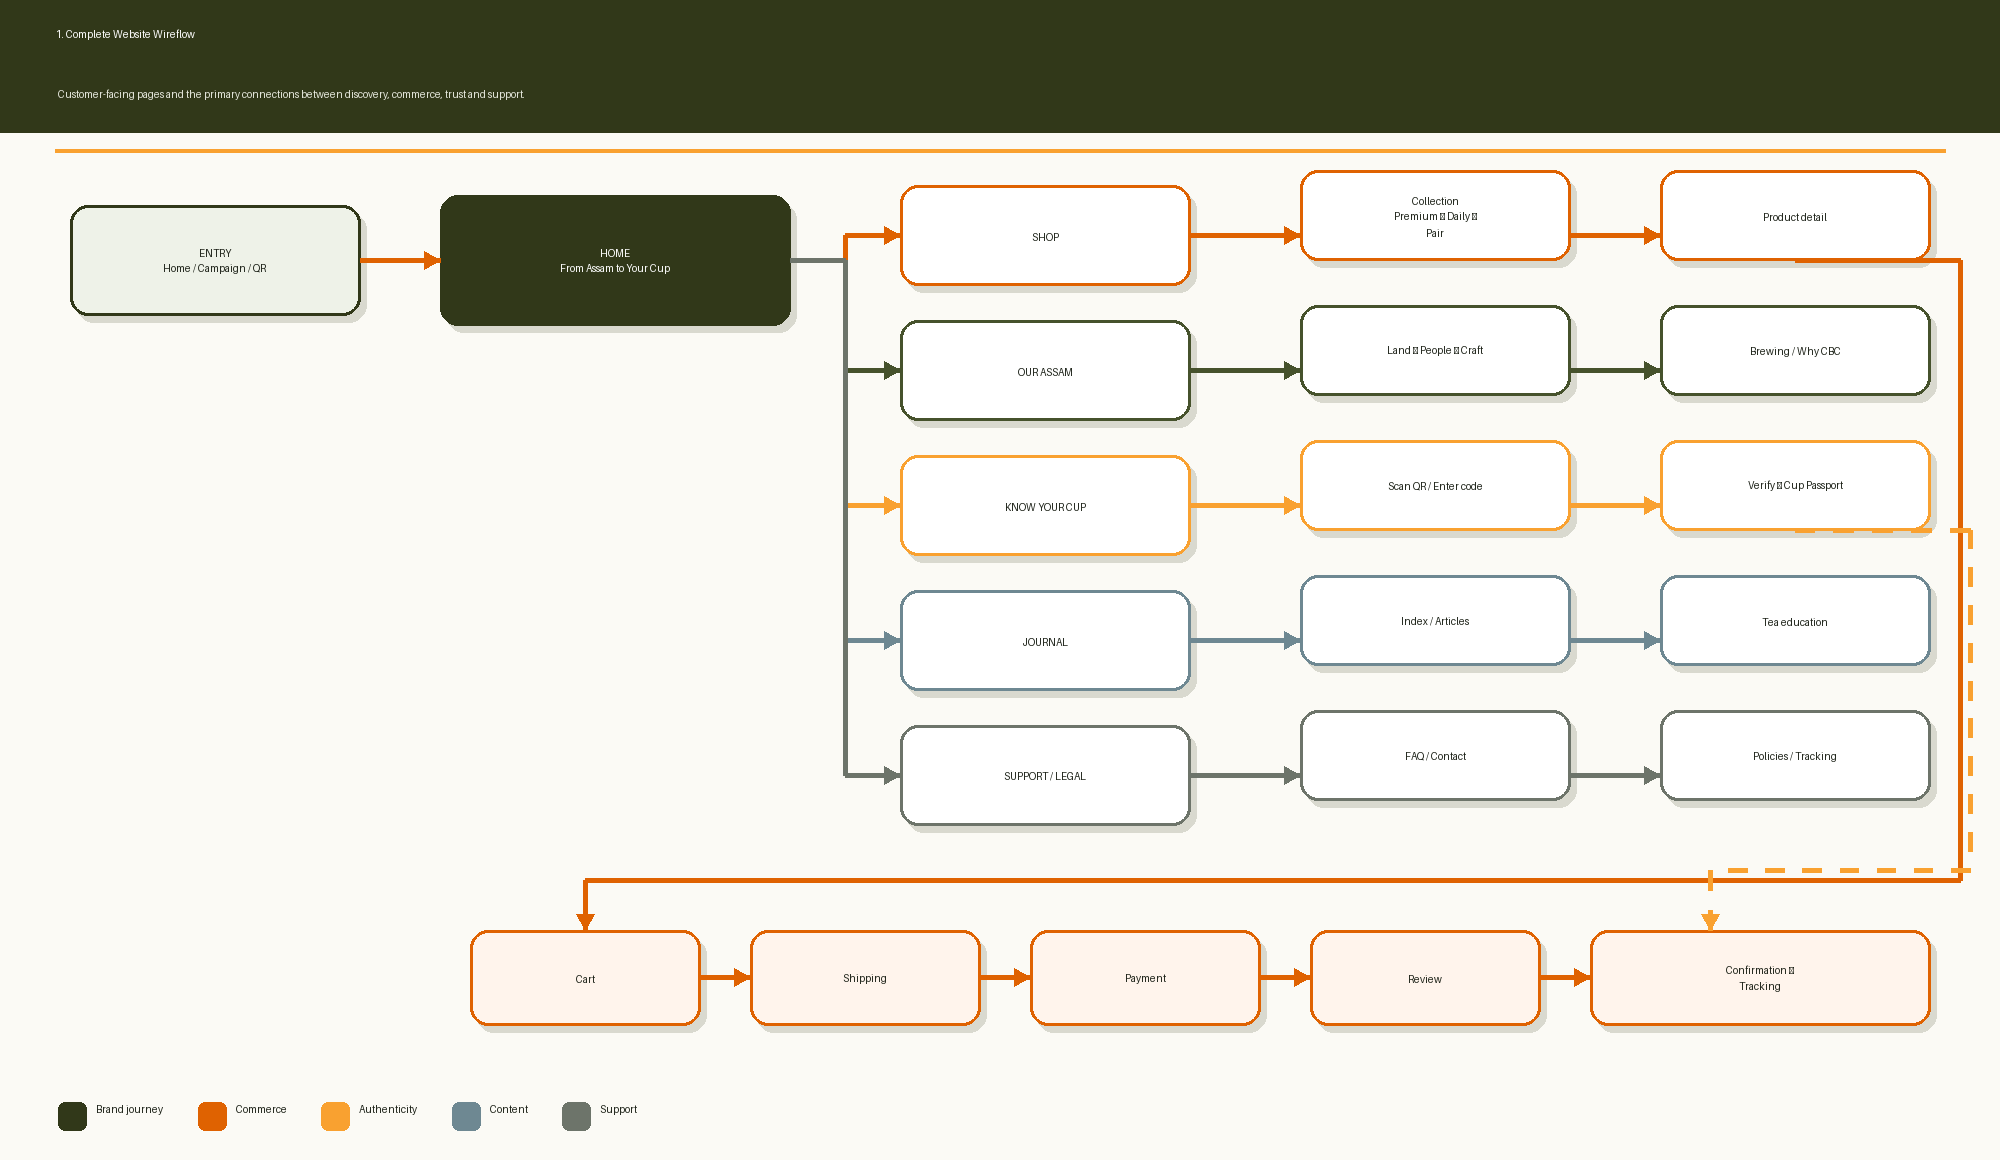 1. Complete Website Wireflow
Customer-facing pages and the primary connections between discovery, commerce, trust and support.
ENTRY
Home / Campaign / QR
HOME
From Assam to Your Cup
SHOP
Collection
Premium ▯ Daily ▯
Pair
Product detail
OUR ASSAM
Land ▯ People ▯ Craft
Brewing / Why CBC
KNOW YOUR CUP
Scan QR / Enter code
Verify ▯ Cup Passport
JOURNAL
Index / Articles
Tea education
SUPPORT / LEGAL
FAQ / Contact
Policies / Tracking
Cart
Shipping
Payment
Review
Confirmation ▯
Tracking
Brand journey
Commerce
Authenticity
Content
Support